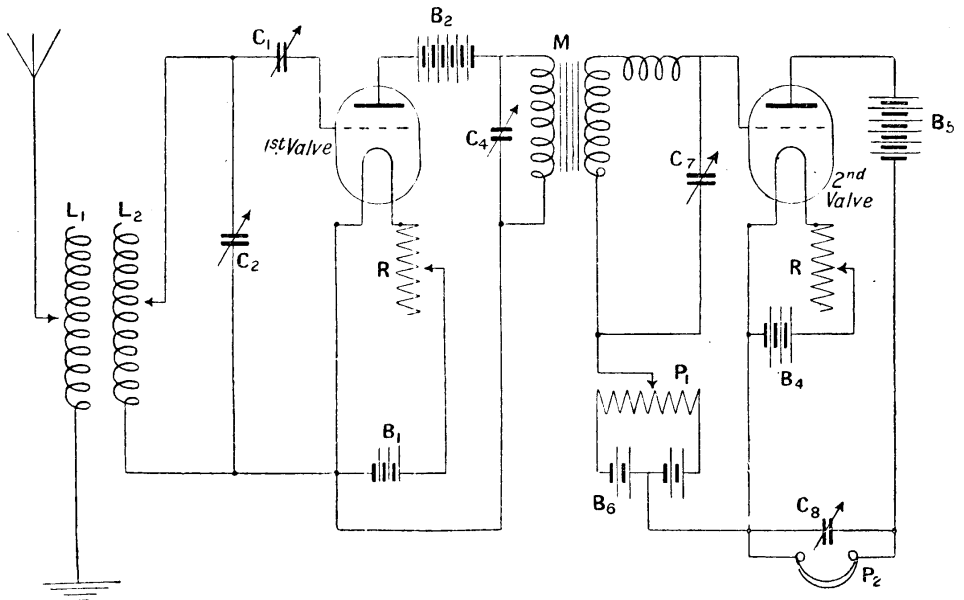 B2
C1
M
1st Valve
C4
C7
B5
2nd Valve
L1
L2
C2
R
R
B4
P1
B1
B6
C8
P2